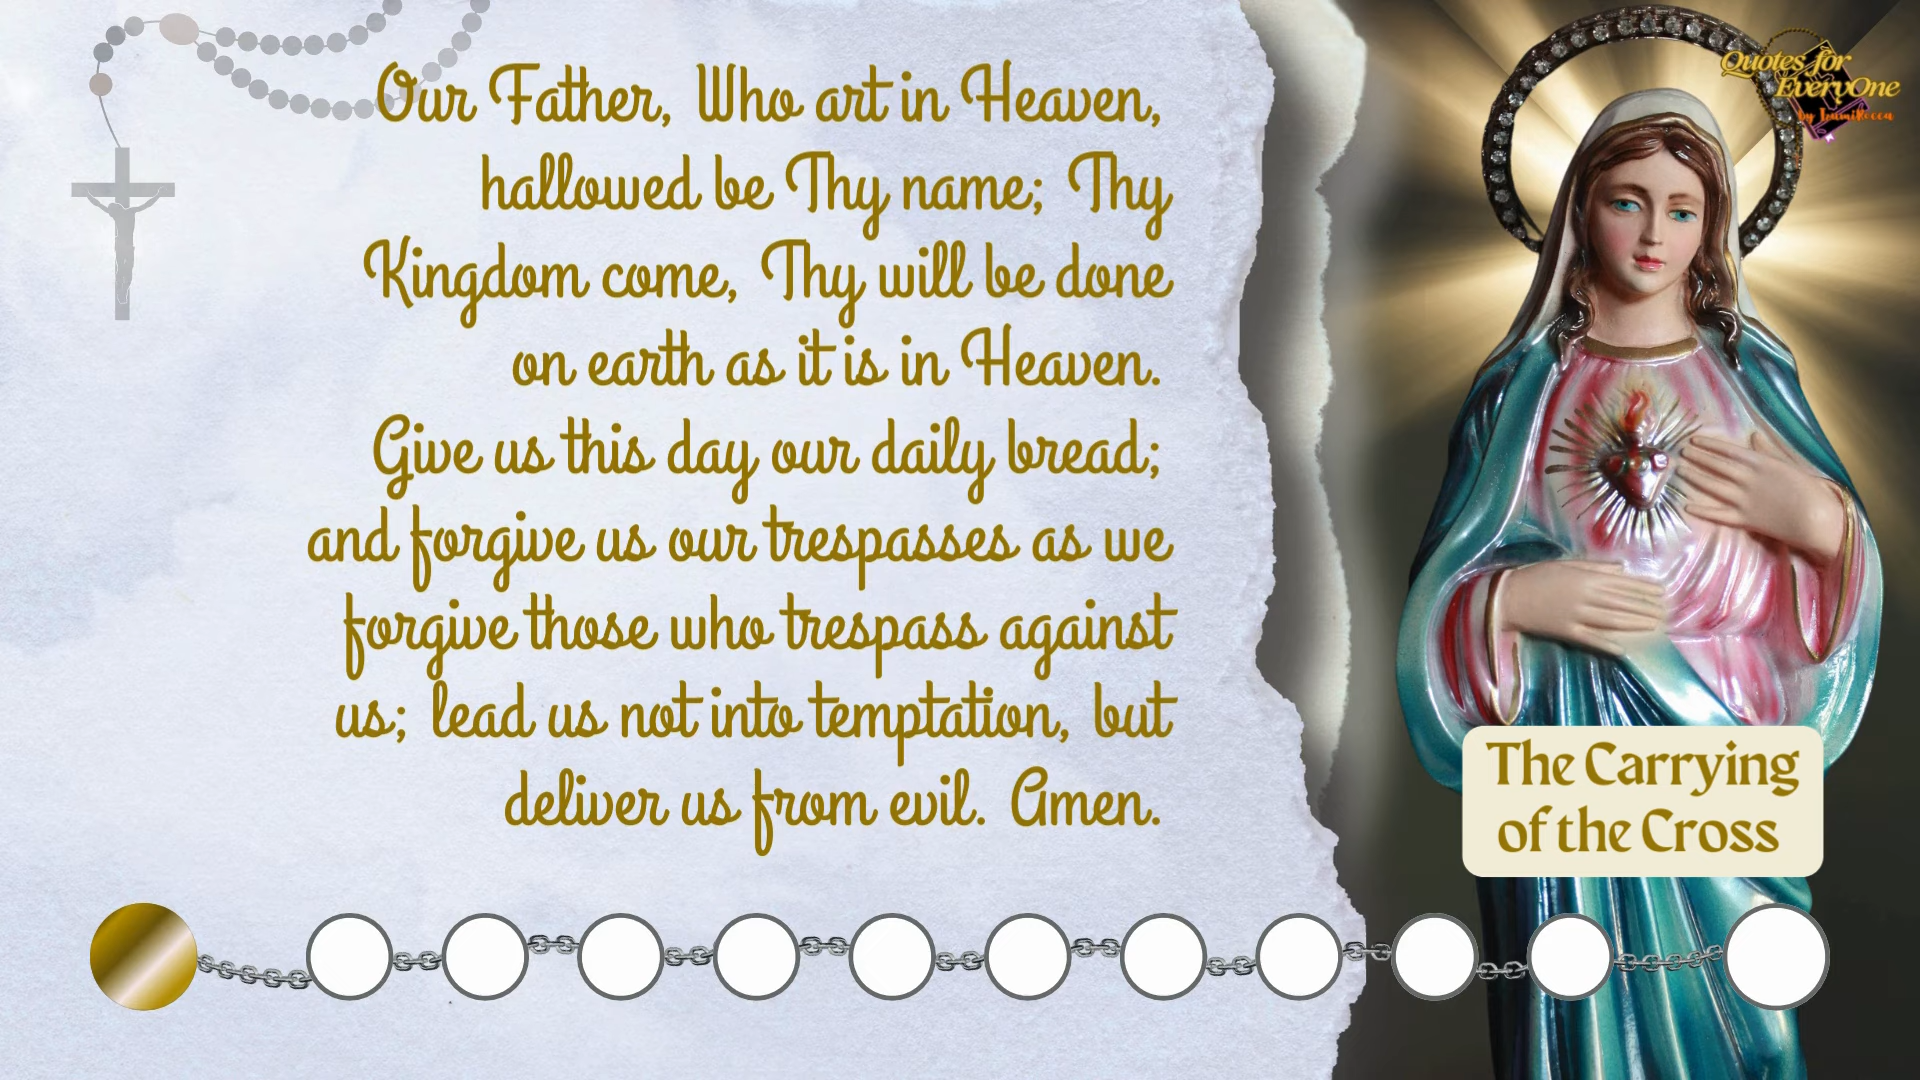 Our Father, Who art in Heaven,
hallowed be Thy name; Thy
Kingdom come, Thy will be done
on earth as it is in Heaven.
Give us this day our daily bread;
and forgive us our trespasses as we
forgive those who trespass against
us; lead us not into temptation, but
deliver us from evil. Amen.
Quotes for
EveryOne
by LumiRocca
The Carrying
of the Cross